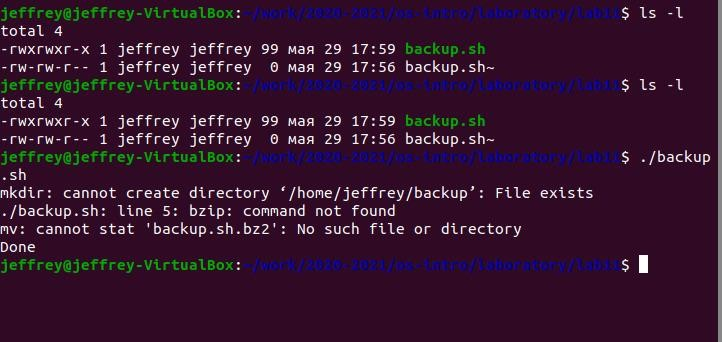 jeffrey@jeffrey-VirtualBox:~/work/2020-2021/os-intro/laboratory/lab11$ ls -l
total 4
-rwxrwxr-x 1 jeffrey jeffrey 99 мая 29 17:59 backup.sh
-rw-rw-r-- 1 jeffrey jeffrey  0 мая 29 17:56 backup.sh~
jeffrey@jeffrey-VirtualBox:~/work/2020-2021/os-intro/laboratory/lab11$ ls -l
total 4
-rwxrwxr-x 1 jeffrey jeffrey 99 мая 29 17:59 backup.sh
-rw-rw-r-- 1 jeffrey jeffrey  0 мая 29 17:56 backup.sh~
jeffrey@jeffrey-VirtualBox:~/work/2020-2021/os-intro/laboratory/lab11$ ./backup
.sh
mkdir: cannot create directory ‘/home/jeffrey/backup’: File exists
./backup.sh: line 5: bzip: command not found
mv: cannot stat 'backup.sh.bz2': No such file or directory
Done
jeffrey@jeffrey-VirtualBox:~/work/2020-2021/os-intro/laboratory/lab11$